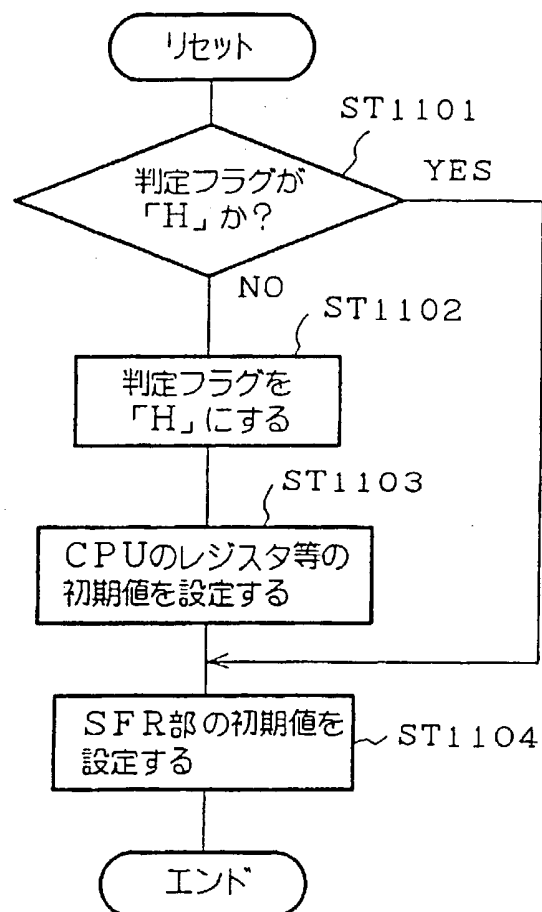 リセット
ST1101
判定フラグが
「H」か?
YES
NO
ST1102
判定フラグを
「H」にする
ST1103
CPUのレジスタ等の
初期値を設定する
SFR部の初期値を
設定する
ST1104
エンド